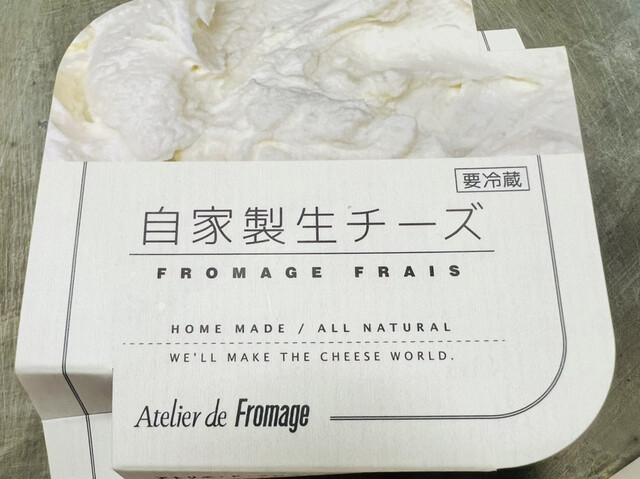 要冷蔵
自家製生チーズ
FROMAGE FRAIS
HOME MADE / ALL NATURAL
WE'LL MAKE THE CHEESE WORLD.
Atelier de Fromage